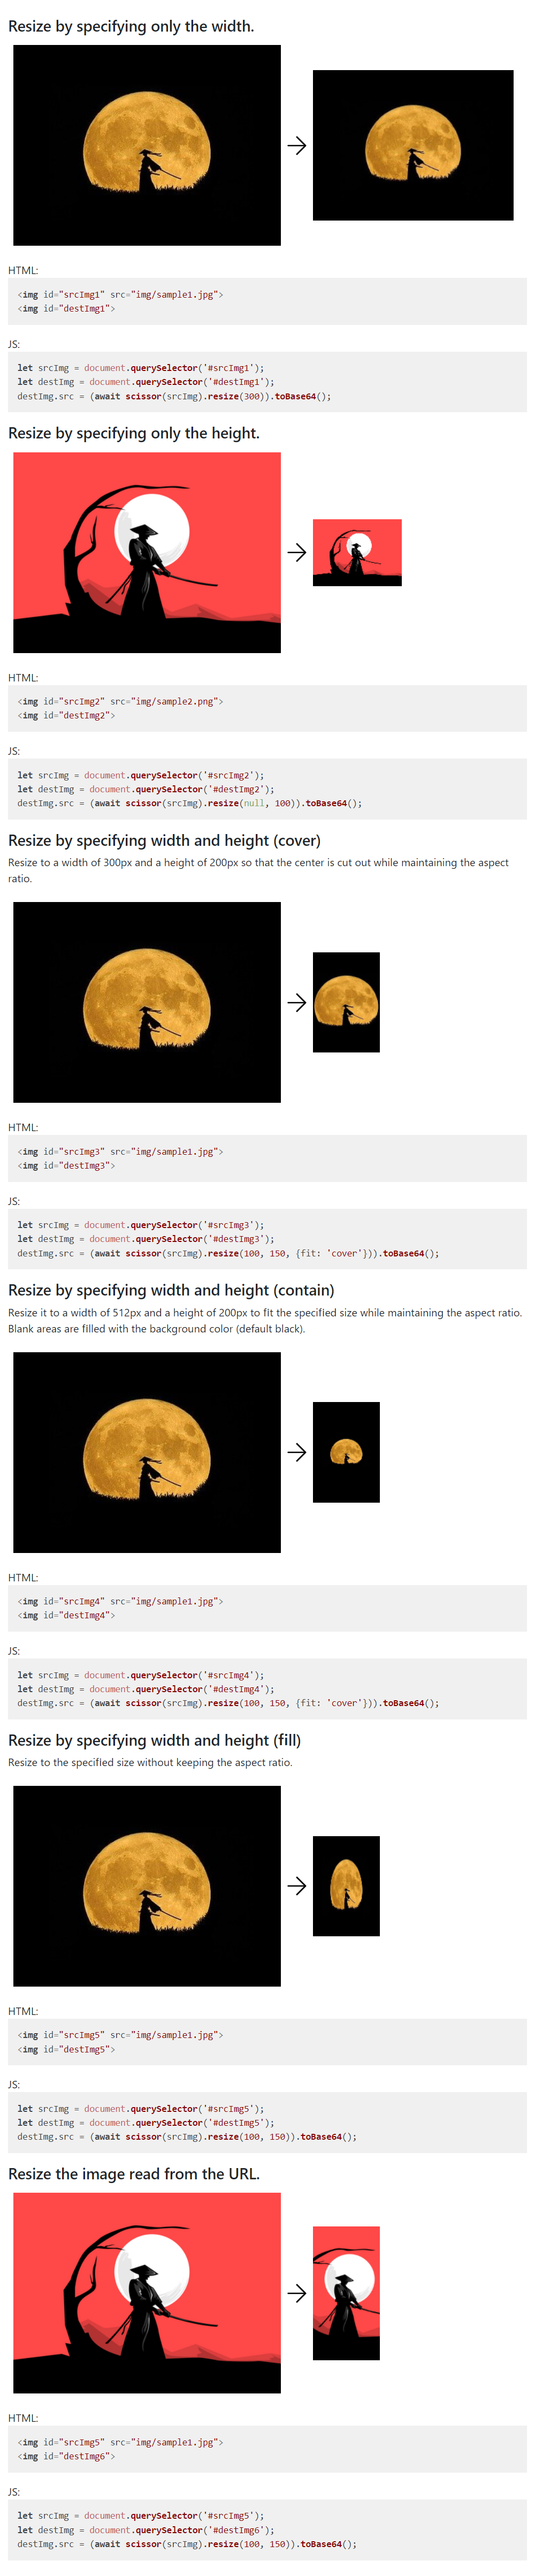 Resize by specifying only the width.
HTML:
<img id="srcImg1" src="img/sample1.jpg">
<img id="destImg1">
JS:
let srcImg = document.querySelector('#srcImg1');
let destImg = document.querySelector('#destImg1');
destImg.src = (await scissor(srcImg).resize(300)).toBase64();
Resize by specifying only the height.
HTML:
<img id="srcImg2" src="img/sample2.png">
<img id="destImg2">
JS:
let srcImg = document.querySelector('#srcImg2');
let destImg = document.querySelector('#destImg2');
destImg.src = (await scissor(srcImg).resize(null, 100)).toBase64();
Resize by specifying width and height (cover)
Resize to a width of 300px and a height of 200px so that the center is cut out while maintaining the aspect
ratio.
HTML:
<img id="srcImg3" src="img/sample1.jpg">
<img id="destImg3">
JS:
let srcImg = document.querySelector('#srcImg3');
let destImg = document.querySelector('#destImg3');
destImg.src = (await scissor(srcImg).resize(100, 150, {fit: 'cover'})).toBase64();
Resize by specifying width and height (contain)
Resize it to a width of 512px and a height of 200px to fit the specified size while maintaining the aspect ratio.
Blank areas are filled with the background color (default black).
HTML:
<img id="srcImg4" src="img/sample1.jpg">
<img id="destImg4">
JS:
let srcImg = document.querySelector('#srcImg4');
let destImg = document.querySelector('#destImg4');
destImg.src = (await scissor(srcImg).resize(100, 150, {fit: 'cover'})).toBase64();
Resize by specifying width and height (fill)
Resize to the specified size without keeping the aspect ratio.
HTML:
<img id="srcImg5" src="img/sample1.jpg">
<img id="destImg5">
JS:
let srcImg = document.querySelector('#srcImg5');
let destImg = document.querySelector('#destImg5');
destImg.src = (await scissor(srcImg).resize(100, 150)).toBase64();
Resize the image read from the URL.
HTML:
<img id="srcImg5" src="img/sample1.jpg">
<img id="destImg6">
JS:
let srcImg = document.querySelector('#srcImg5');
let destImg = document.querySelector('#destImg6');
destImg.src = (await scissor(srcImg).resize(100, 150)).toBase64();